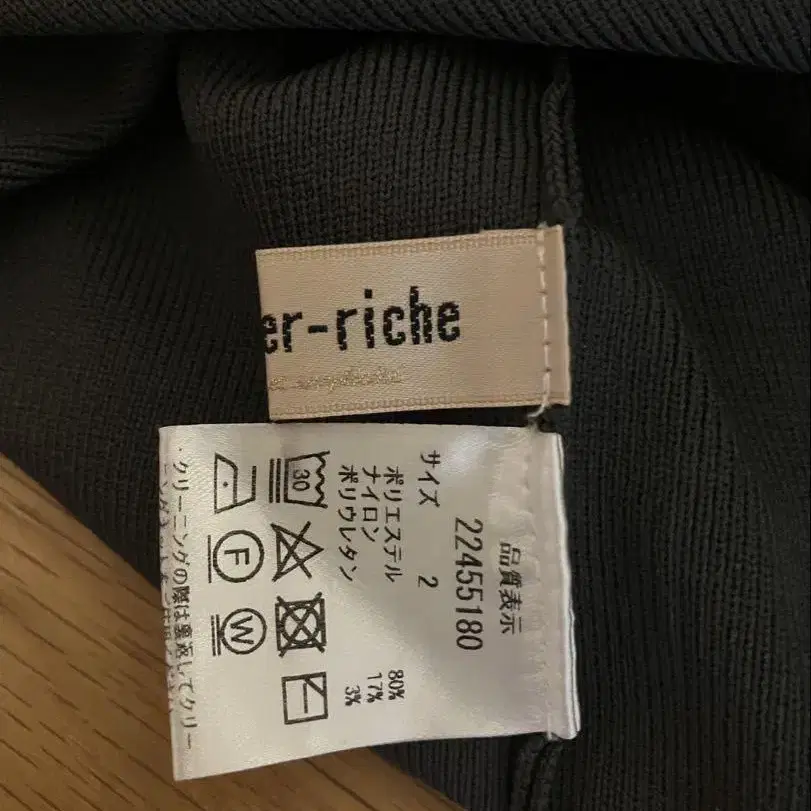 er-riche
品質表示
22455180
サイズ 2
ポリエステル 80%
ナイロン 17%
ポリウレタン 3%
30
F
W
・クリーニングの際は裏返してクリー